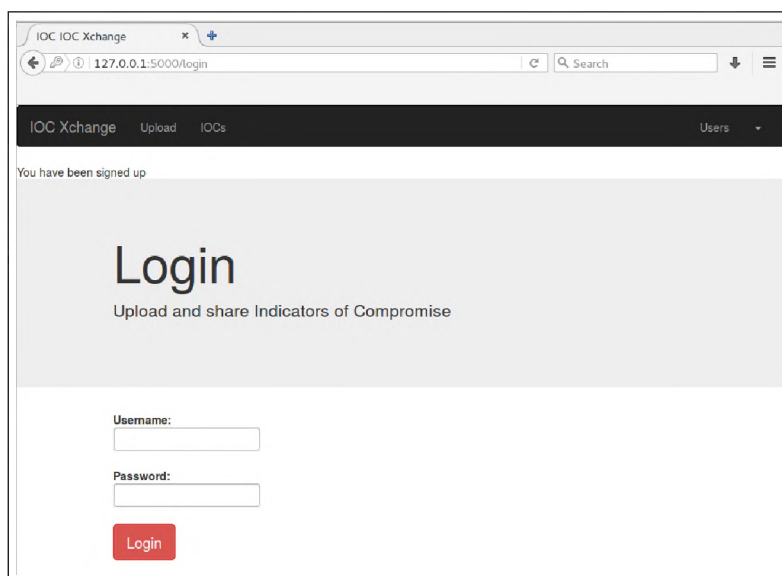 IOC IOC Xchange
127.0.0.1:5000/login
Search
IOC Xchange Upload IOCs Users
You have been signed up
Login
Upload and share Indicators of Compromise
Username:
Password:
Login